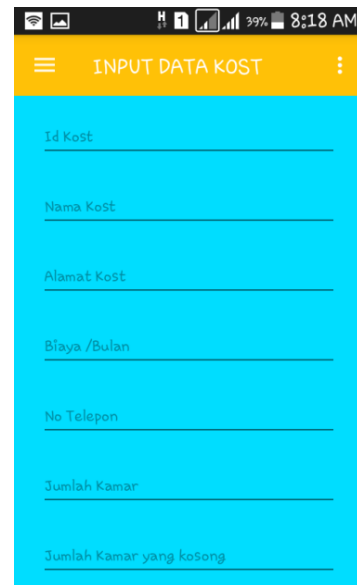 H 1 39% 8:18 AM
INPUT DATA KOST
Id Kost
Nama Kost
Alamat Kost
Biaya /Bulan
No Telepon
Jumlah Kamar
Jumlah Kamar yang kosong